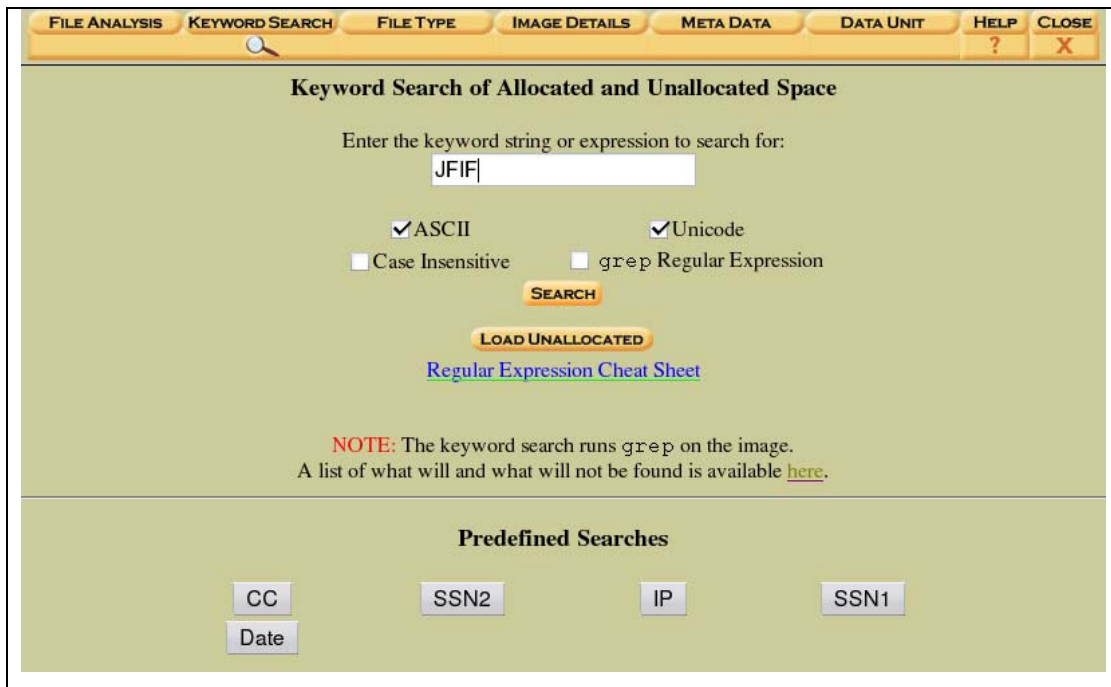 FILE ANALYSIS KEYWORD SEARCH FILE TYPE IMAGE DETAILS META DATA DATA UNIT HELP CLOSE
? X
Keyword Search of Allocated and Unallocated Space
Enter the keyword string or expression to search for:
JFIF
ASCII Unicode
Case Insensitive grep Regular Expression
SEARCH
LOAD UNALLOCATED
Regular Expression Cheat Sheet
NOTE: The keyword search runs grep on the image.
A list of what will and what will not be found is available here.
Predefined Searches
CC SSN2 IP SSN1
Date